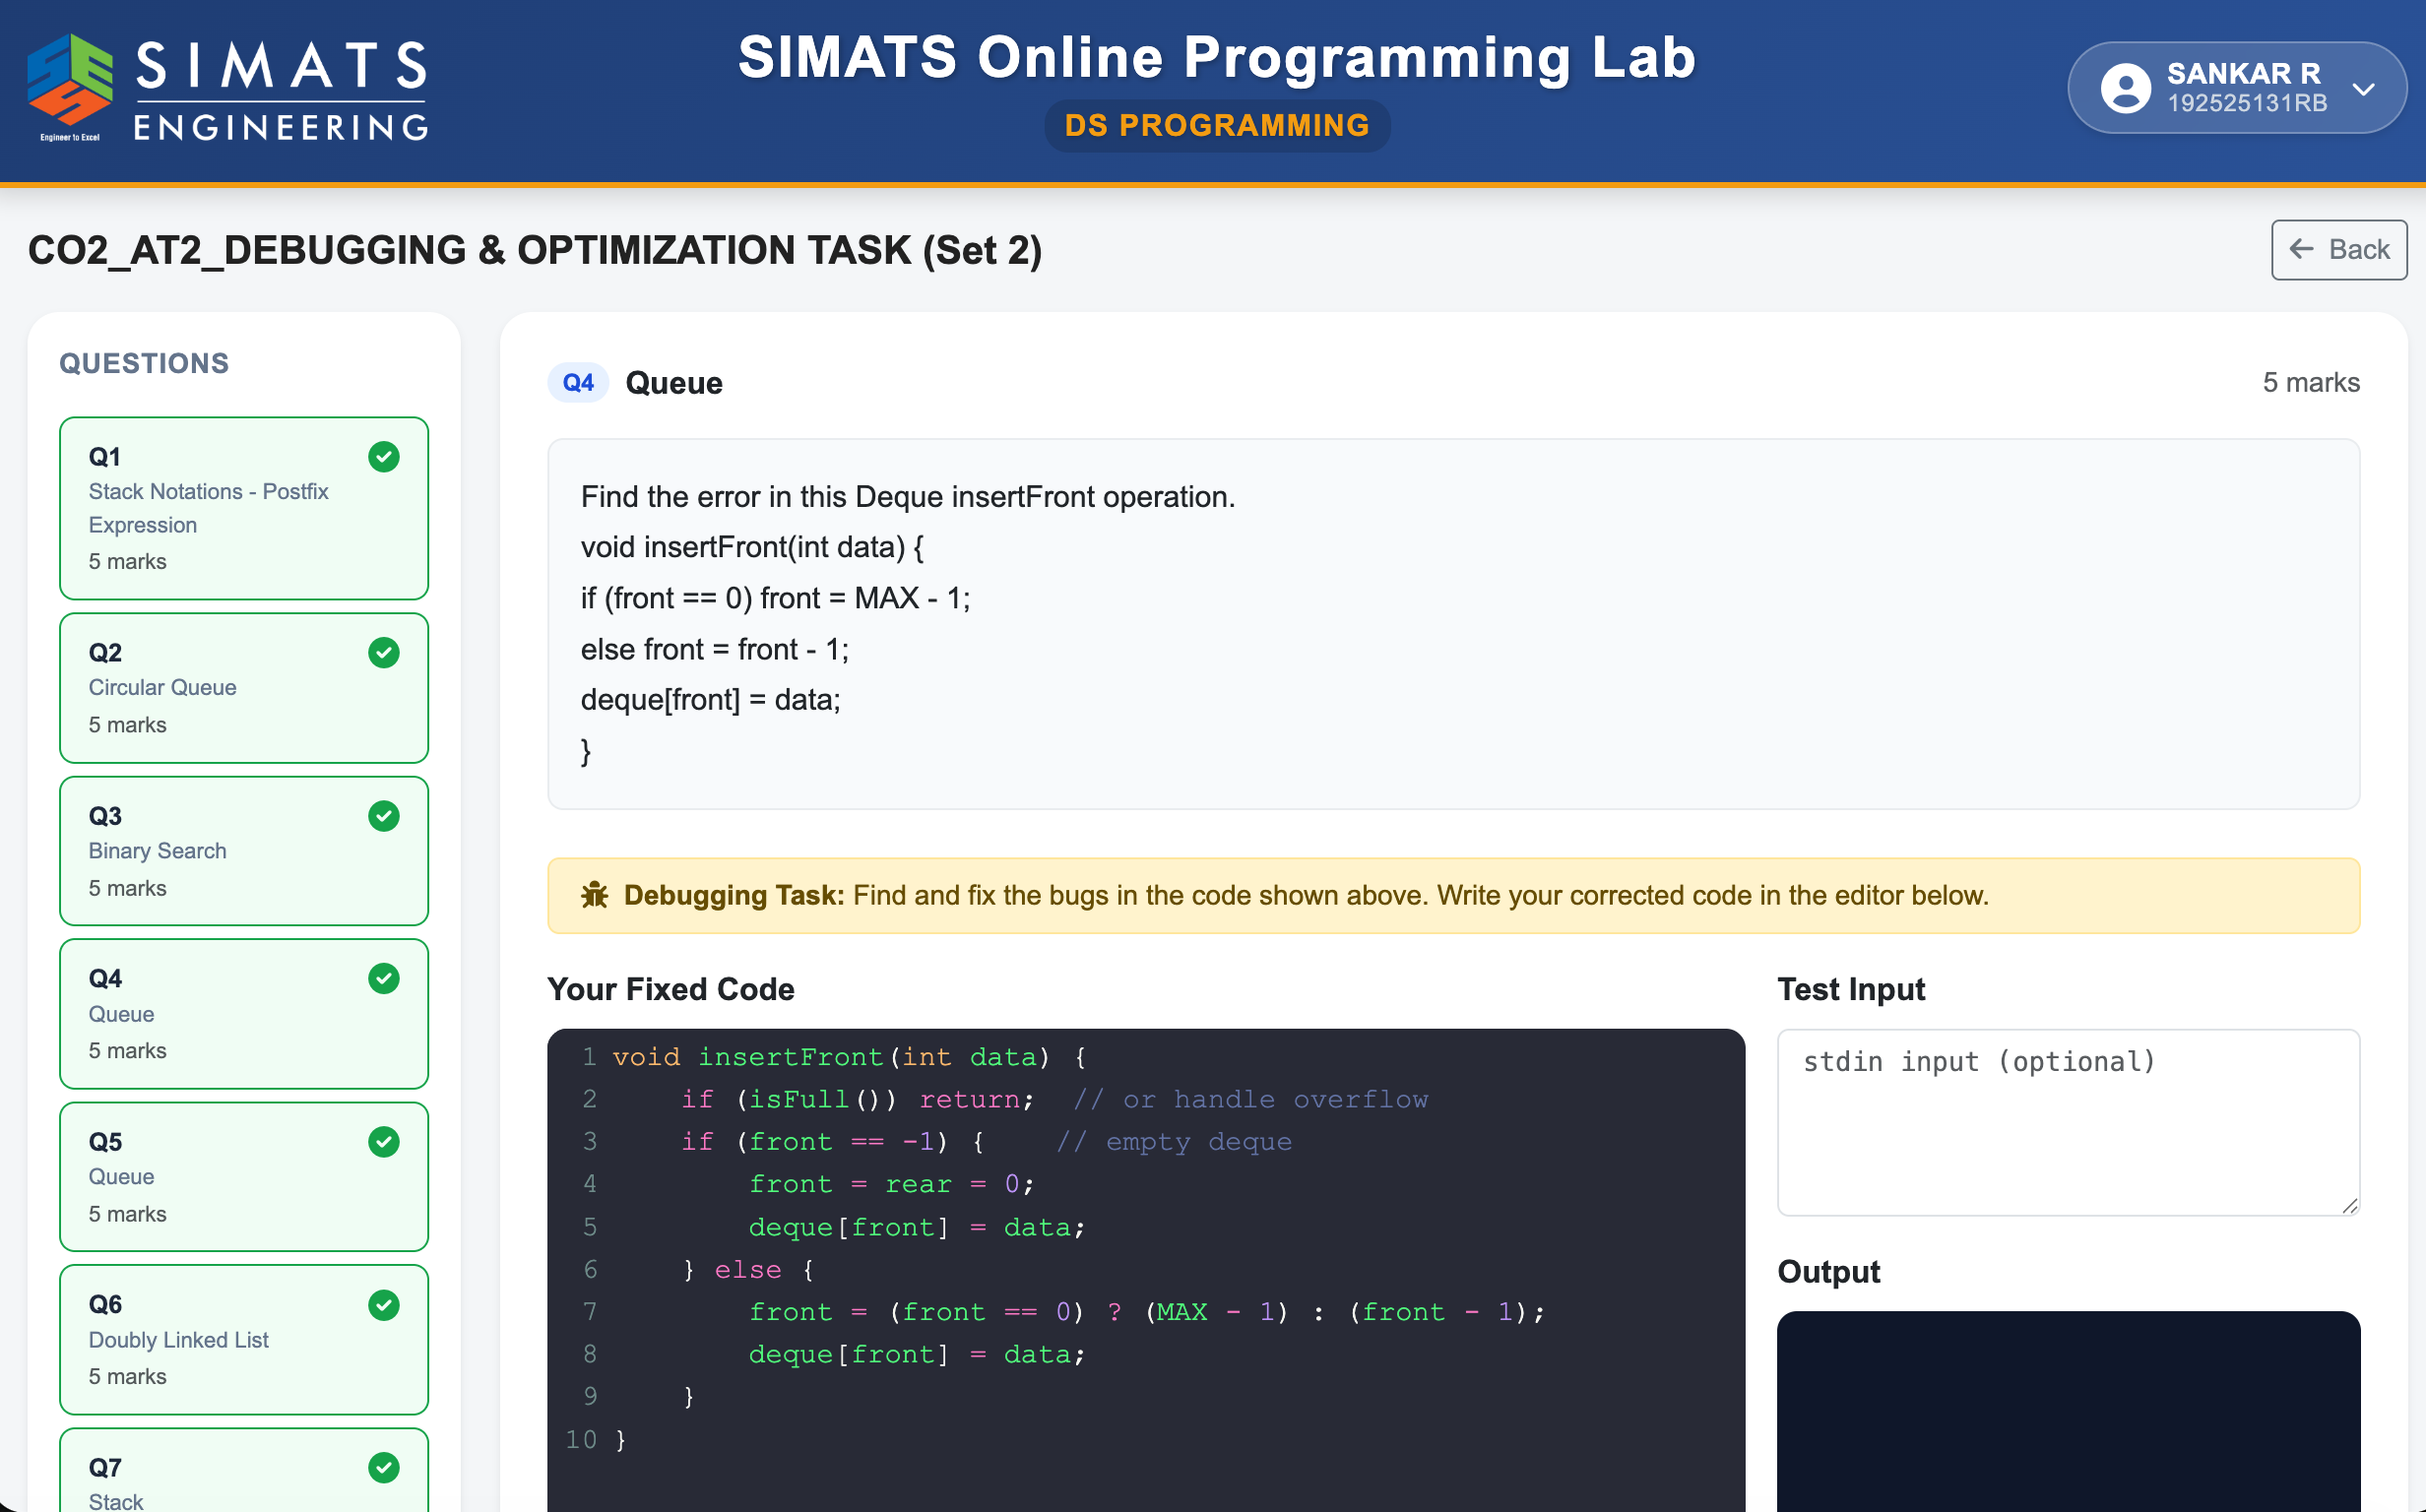 SIMATS
ENGINEERING
Engineer to Excel
SIMATS Online Programming Lab
DS PROGRAMMING
SANKAR R
192525131RB
CO2_AT2_DEBUGGING & OPTIMIZATION TASK (Set 2)
Back
QUESTIONS
Q1
Stack Notations - Postfix
Expression
5 marks
Q2
Circular Queue
5 marks
Q3
Binary Search
5 marks
Q4
Queue
5 marks
Q5
Queue
5 marks
Q6
Doubly Linked List
5 marks
Q7
Stack
Q4 Queue
5 marks
Find the error in this Deque insertFront operation.
void insertFront(int data) {
if (front == 0) front = MAX - 1;
else front = front - 1;
deque[front] = data;
}
Debugging Task: Find and fix the bugs in the code shown above. Write your corrected code in the editor below.
Your Fixed Code
1 void insertFront(int data) {
2     if (isFull()) return;  // or handle overflow
3     if (front == -1) {    // empty deque
4         front = rear = 0;
5         deque[front] = data;
6     } else {
7         front = (front == 0) ? (MAX - 1) : (front - 1);
8         deque[front] = data;
9     }
10 }
Test Input
stdin input (optional)
Output